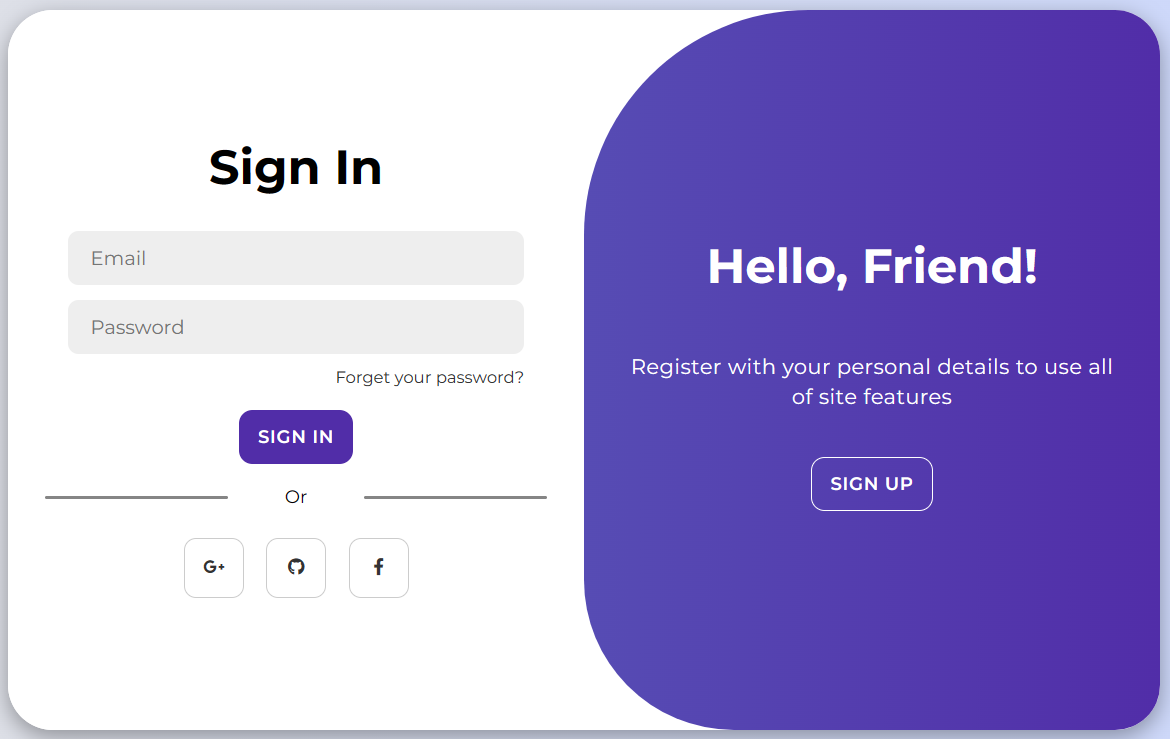 Sign In
Email
Password
Forget your password?
SIGN IN
Or
G+
Hello, Friend!
Register with your personal details to use all
of site features
SIGN UP